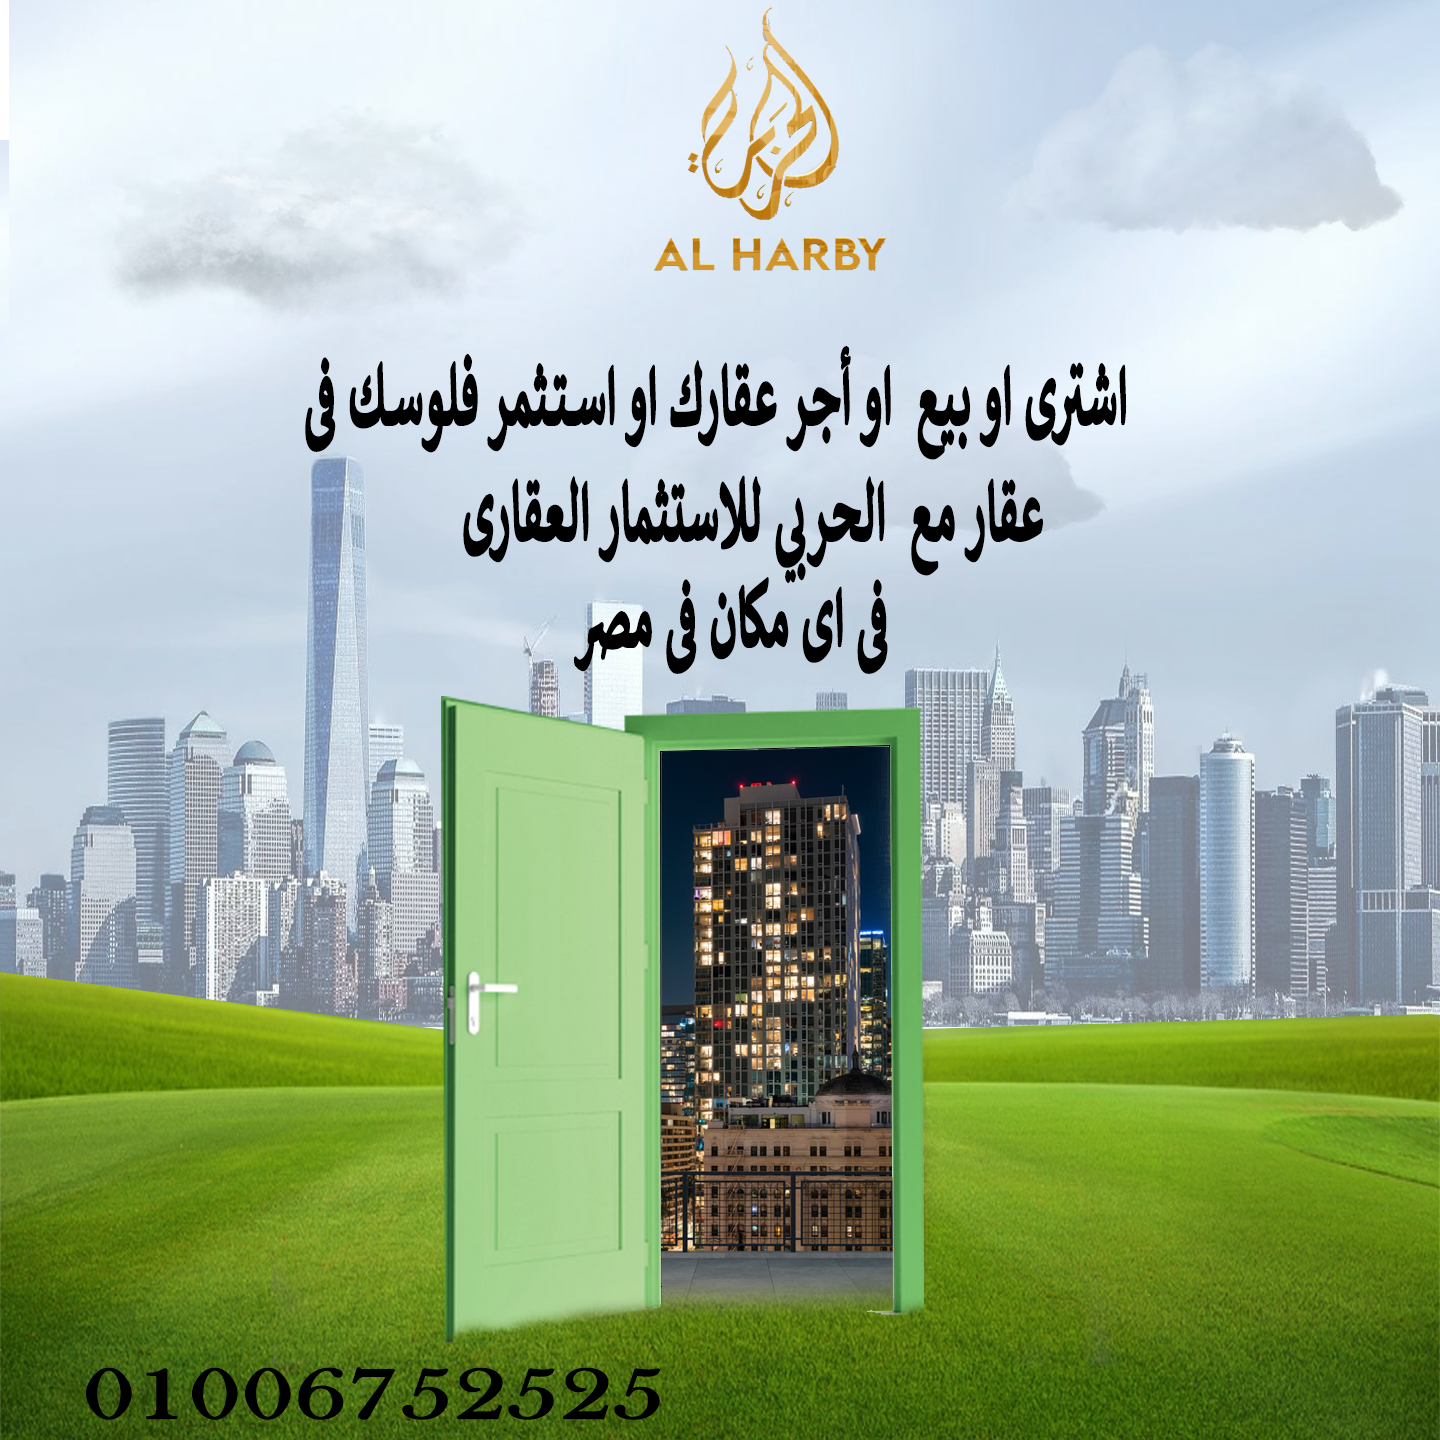 الحربي
AL HARBY
اشترى او بيع او أجر عقارك او استثمر فلوسك فى
عقار مع الحربي للاستثمار العقارى
فى اى مكان فى مصر
01006752525